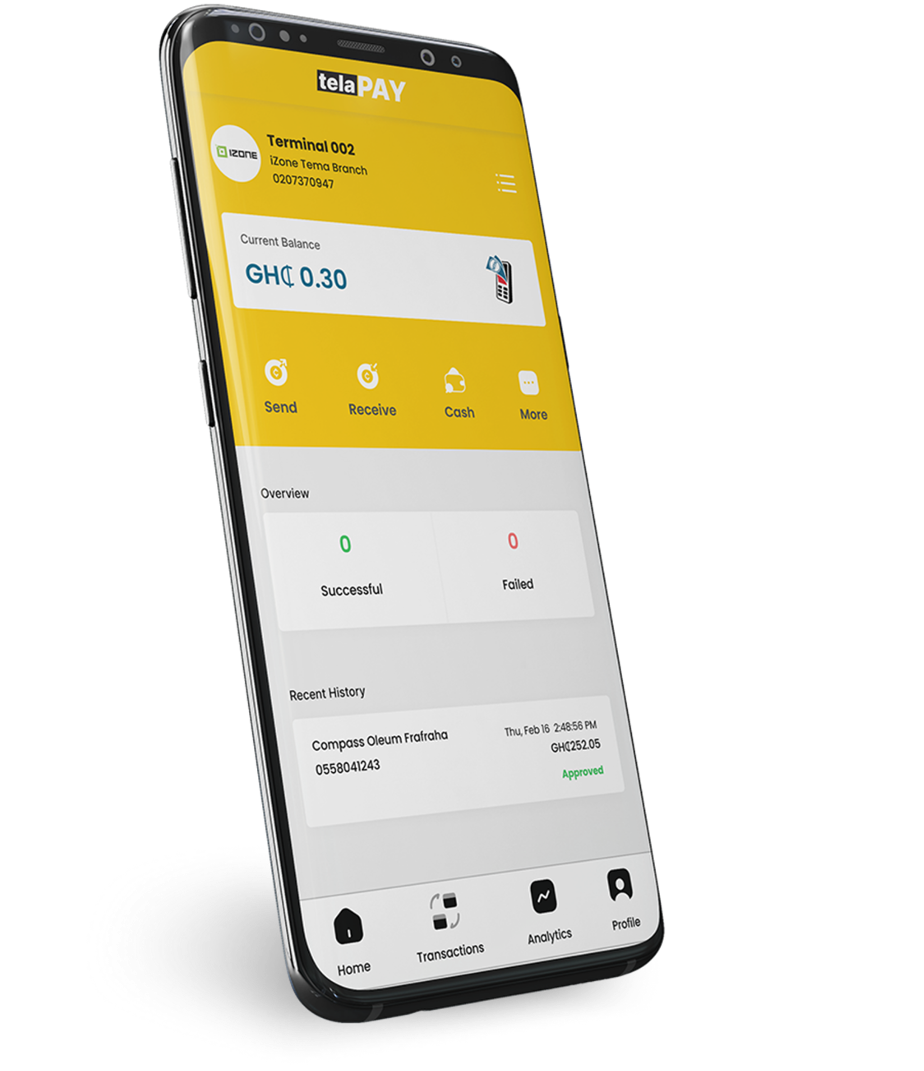 telaPAY
iZONE
Terminal 002
iZone Tema Branch
0207370947
Current Balance
GH₵ 0.30
Send
Receive
Cash
More
Overview
0
0
Successful
Failed
Recent History
Compass Oleum Frafraha
Thu, Feb 16 2:48:56 PM
0558041243
GH₵252.05
Approved
Home
Transactions
Analytics
Profile